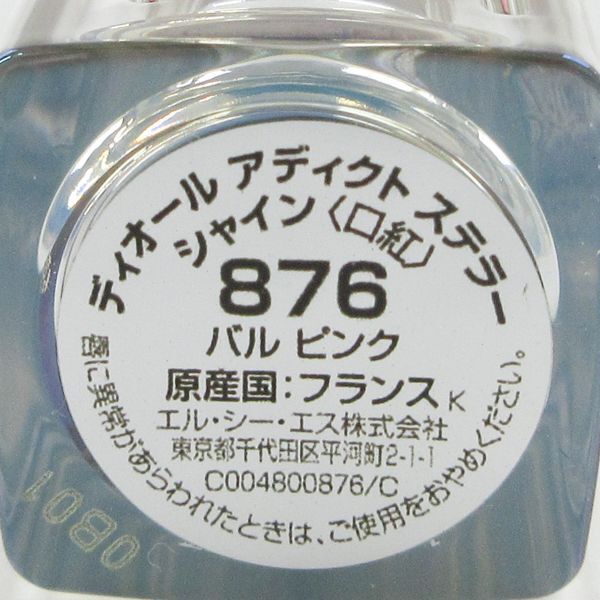 ディオール アディクト ステラー
シャイン〈口紅〉
876
バル ピンク
原産国:フランス K
エル・シー・エス株式会社
東京都千代田区平河町2-1-1
C004800876/C
唇に異常があらわれたときは、ご使用をおやめください。
0B01